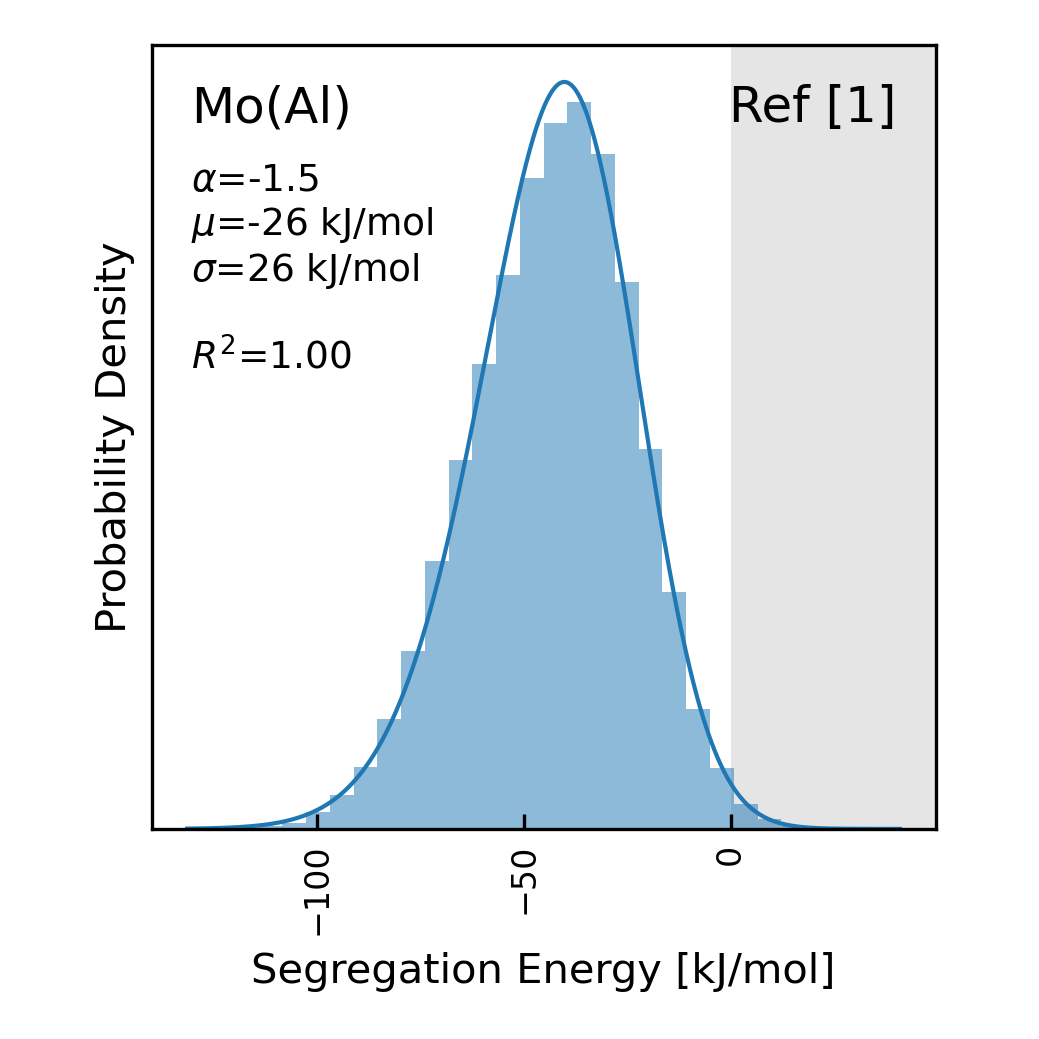 Mo(Al)
Ref [1]
α=-1.5
μ=-26 kJ/mol
σ=26 kJ/mol
R²=1.00
Probability Density
−100
−50
0
Segregation Energy [kJ/mol]